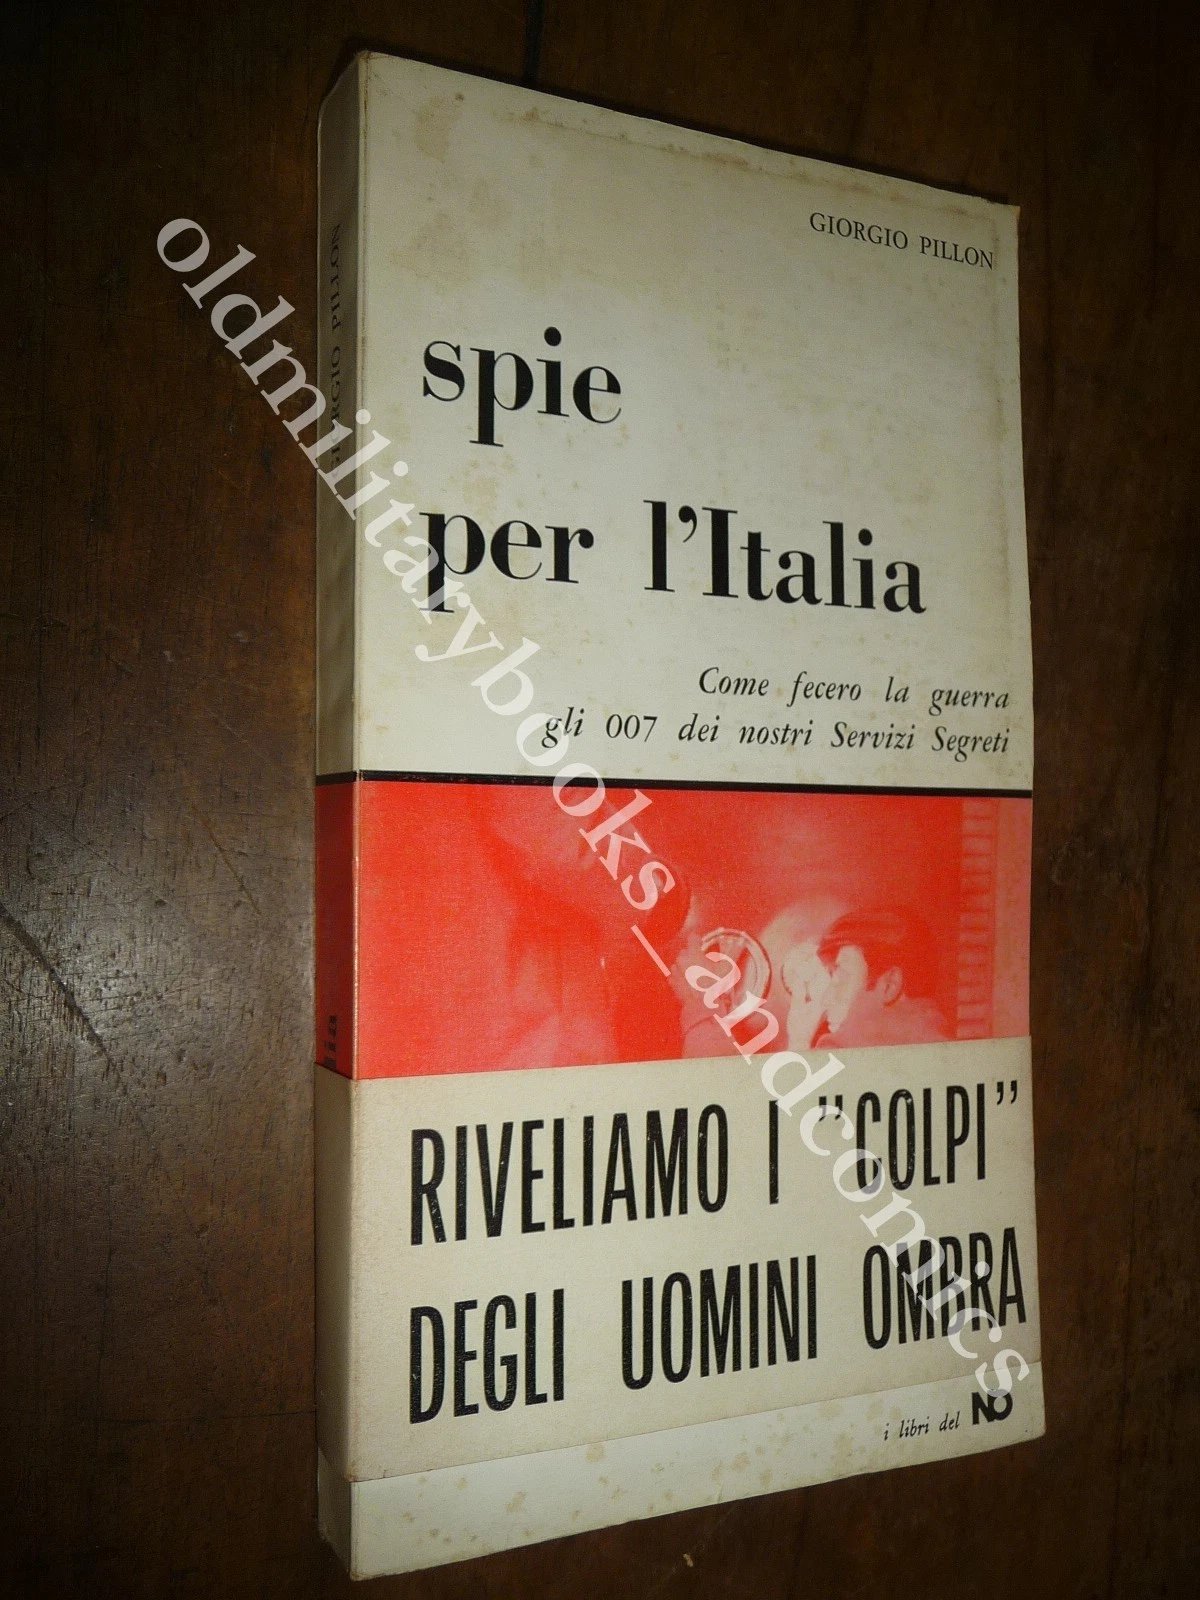 GIORGIO PILLON
spie
per l'Italia
Come fecero la guerra
gli 007 dei nostri Servizi Segreti
RIVELIAMO I "COLPI"
DEGLI UOMINI OMBRA
i libri del
GIORGIO PILLON
oldmilitarybooks_andcomics